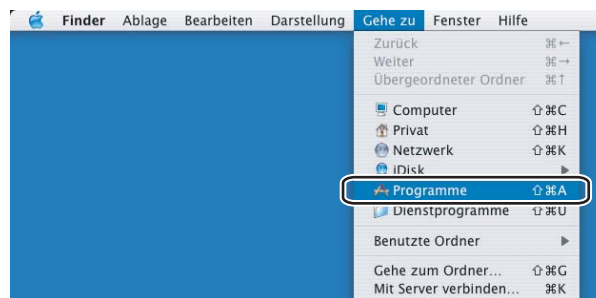 Finder Ablage Bearbeiten Darstellung Gehe zu Fenster Hilfe
Zurück ⌘←
Weiter ⌘→
Übergeordneter Ordner ⌘↑
Computer ⇧⌘C
Privat ⇧⌘H
Netzwerk ⇧⌘K
iDisk ▶
Programme ⇧⌘A
Dienstprogramme ⇧⌘U
Benutzte Ordner ▶
Gehe zum Ordner... ⇧⌘G
Mit Server verbinden... ⌘K